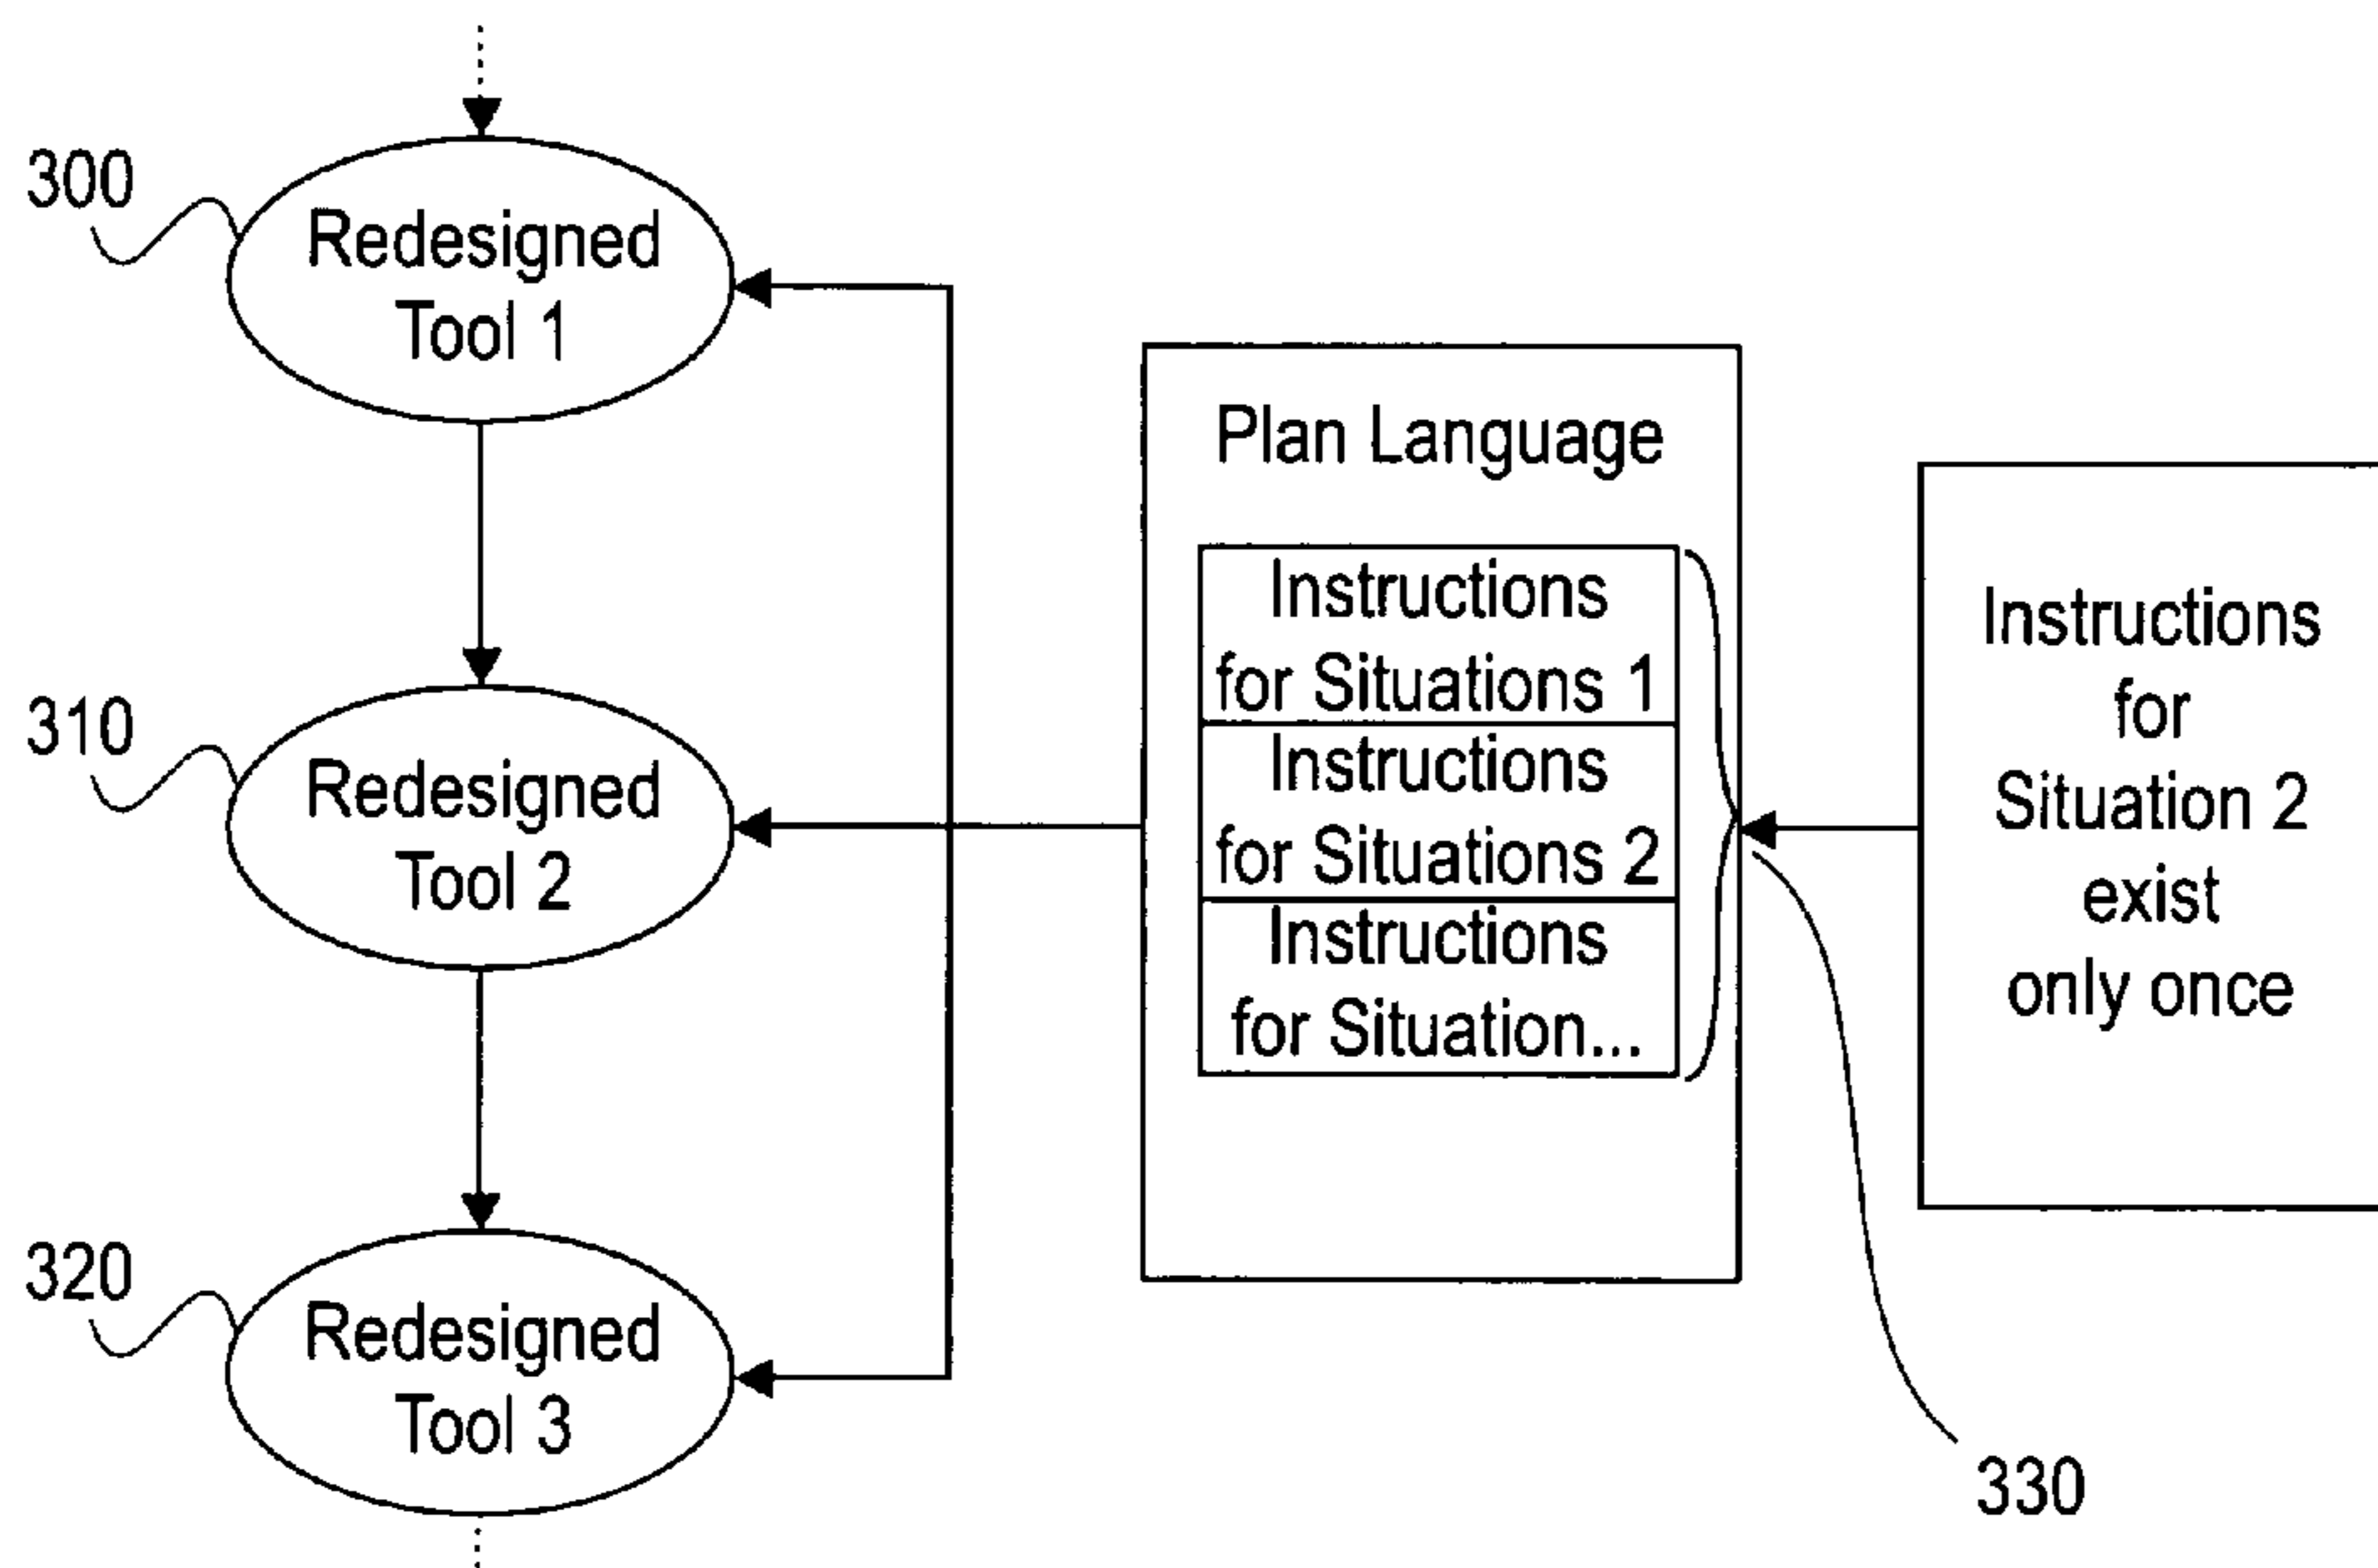 300
Redesigned
Tool 1
310
Redesigned
Tool 2
320
Redesigned
Tool 3
Plan Language
Instructions
for Situations 1
Instructions
for Situations 2
Instructions
for Situation...
Instructions
for
Situation 2
exist
only once
330